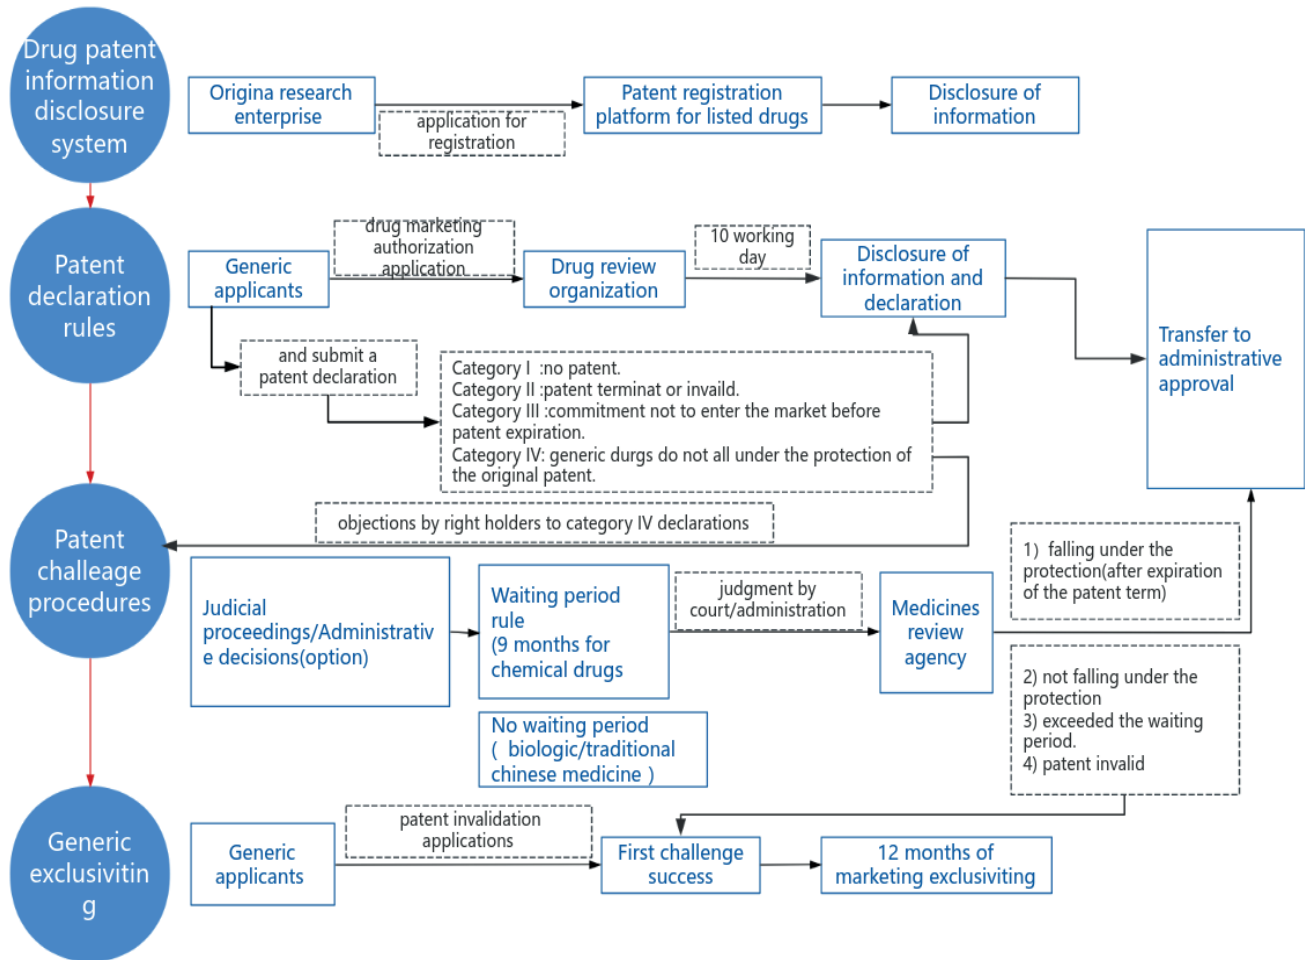 Drug patent
information
disclosure
system
Origina research
enterprise
application for
registration
Patent registration
platform for listed drugs
Disclosure of
information
Patent
declaration
rules
Generic
applicants
drug marketing
authorization
application
Drug review
organization
10 working
day
Disclosure of
information and
declaration
Transfer to
administrative
approval
and submit a
patent declaration
Category I :no patent.
Category II :patent terminat or invaild.
Category III :commitment not to enter the market before
patent expiration.
Category IV: generic durgs do not all under the protection of
the original patent.
objections by right holders to category IV declarations
Patent
challeage
procedures
Judicial
proceedings/Administrativ
e decisions(option)
Waiting period
rule
(9 months for
chemical drugs
No waiting period
( biologic/traditional
chinese medicine )
judgment by
court/administration
Medicines
review
agency
1) falling under the
protection(after expiration
of the patent term)
2) not falling under the
protection
3) exceeded the waiting
period.
4) patent invalid
Generic
exclusivitin
g
Generic
applicants
patent invalidation
applications
First challenge
success
12 months of
marketing exclusiviting